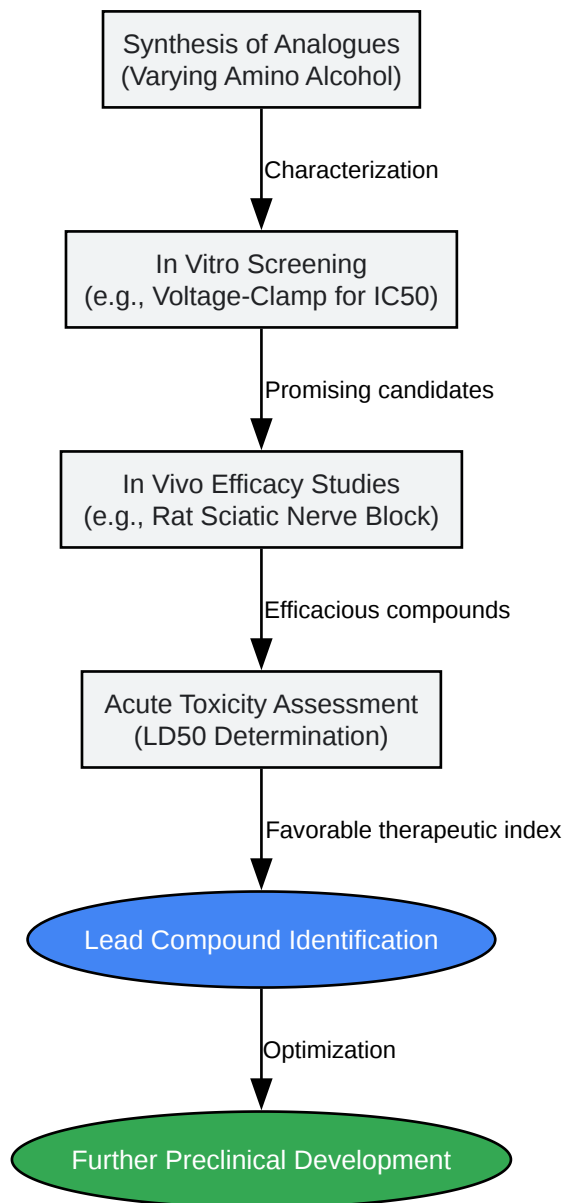 Synthesis of Analogues
(Varying Amino Alcohol)
Characterization
In Vitro Screening
(e.g., Voltage-Clamp for IC50)
Promising candidates
In Vivo Efficacy Studies
(e.g., Rat Sciatic Nerve Block)
Efficacious compounds
Acute Toxicity Assessment
(LD50 Determination)
Favorable therapeutic index
Lead Compound Identification
Optimization
Further Preclinical Development